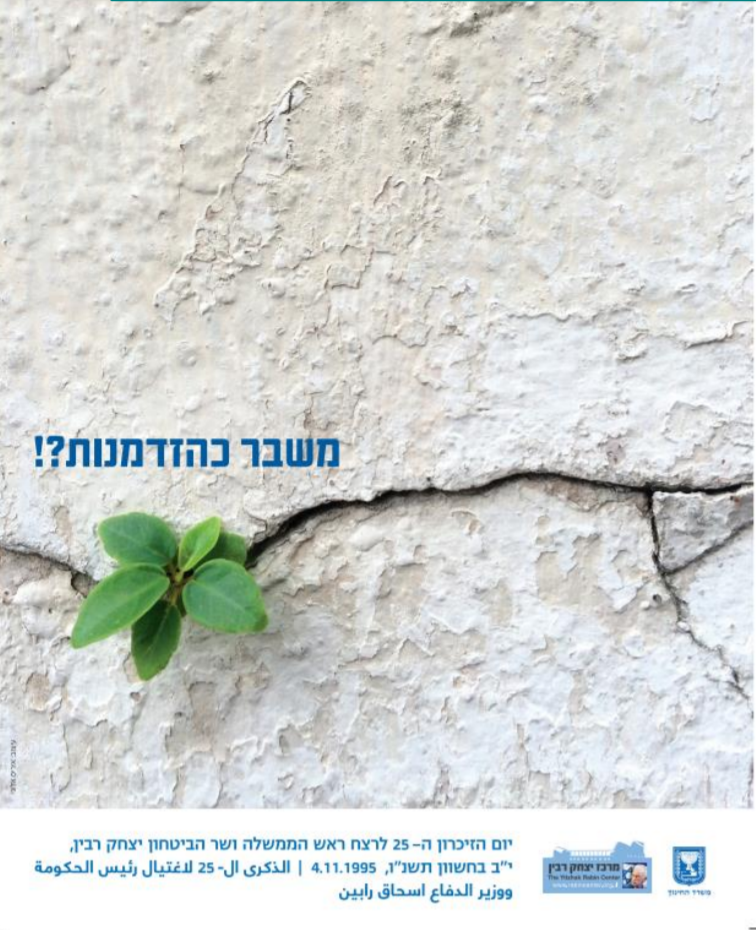 משבר כהזדמנות?!
יום הזיכרון ה– 25 לרצח ראש הממשלה ושר הביטחון יצחק רבין,
י״ב בחשוון תשנ״ו, 4.11.1995 | الذكرى ال- 25 لاغتيال رئيس الحكومة
ووزير الدفاع اسحاق رابين
מרכז יצחק רבין
The Yitzhak Rabin Center
משרד החינוך